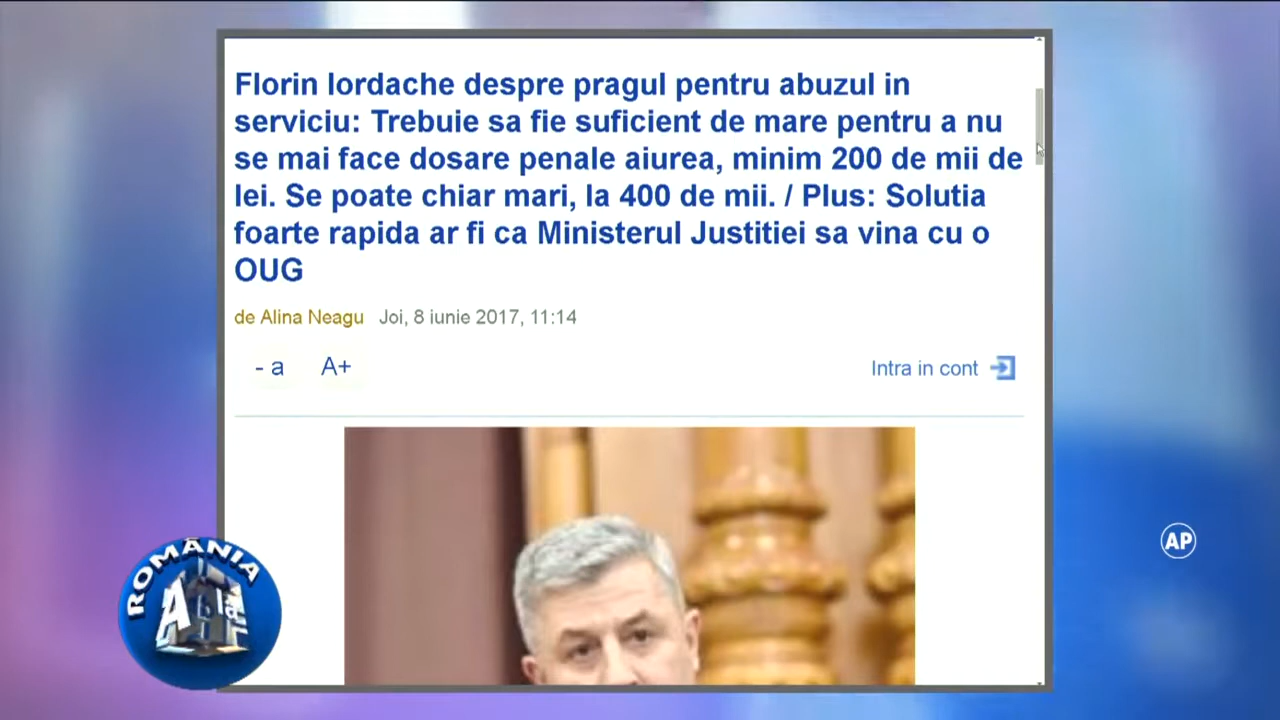 Florin Iordache despre pragul pentru abuzul in
serviciu: Trebuie sa fie suficient de mare pentru a nu
se mai face dosare penale aiurea, minim 200 de mii de
lei. Se poate chiar mari, la 400 de mii. / Plus: Solutia
foarte rapida ar fi ca Ministerul Justitiei sa vina cu o
OUG
de Alina Neagu Joi, 8 iunie 2017, 11:14
- a A+
Intra in cont
ROMÂNIA
AP